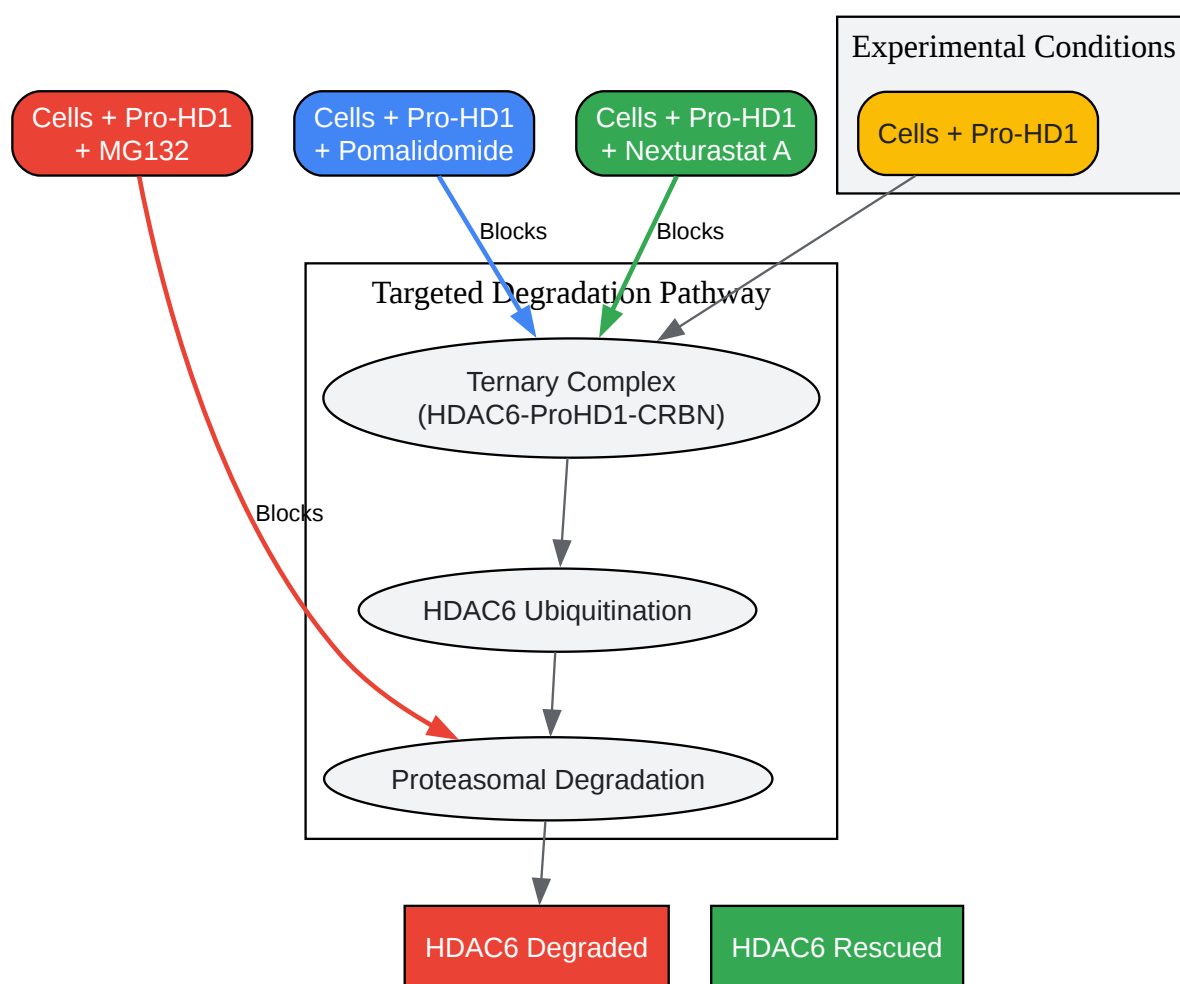 Experimental Conditions
Cells + Pro-HD1
+ MG132
Cells + Pro-HD1
+ Pomalidomide
Cells + Pro-HD1
+ Nexturastat A
Cells + Pro-HD1
Blocks
Blocks
Targeted Degradation Pathway
Ternary Complex
(HDAC6-ProHD1-CRBN)
Blocks
HDAC6 Ubiquitination
Proteasomal Degradation
HDAC6 Degraded
HDAC6 Rescued